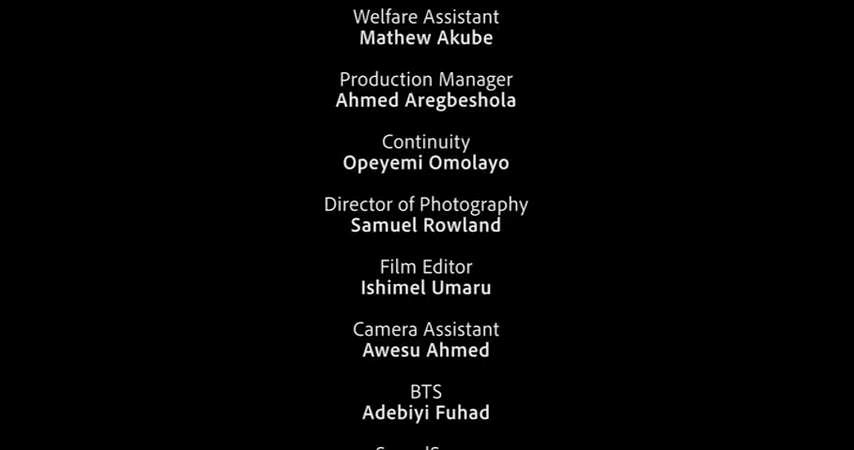 Welfare Assistant
Mathew Akube
Production Manager
Ahmed Aregbeshola
Continuity
Opeyemi Omolayo
Director of Photography
Samuel Rowland
Film Editor
Ishimel Umaru
Camera Assistant
Awesu Ahmed
BTS
Adebiyi Fuhad